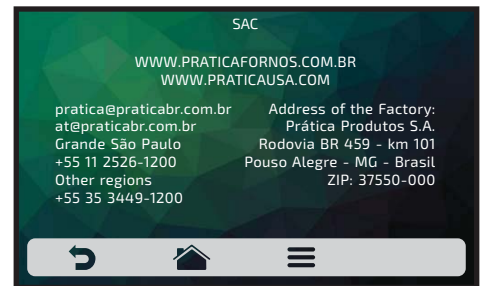 SAC
WWW.PRATICAFORNOS.COM.BR
WWW.PRATICAUSA.COM
pratica@praticabr.com.br
at@praticabr.com.br
Grande São Paulo
+55 11 2526-1200
Other regions
+55 35 3449-1200
Address of the Factory:
Prática Produtos S.A.
Rodovia BR 459 - km 101
Pouso Alegre - MG - Brasil
ZIP: 37550-000